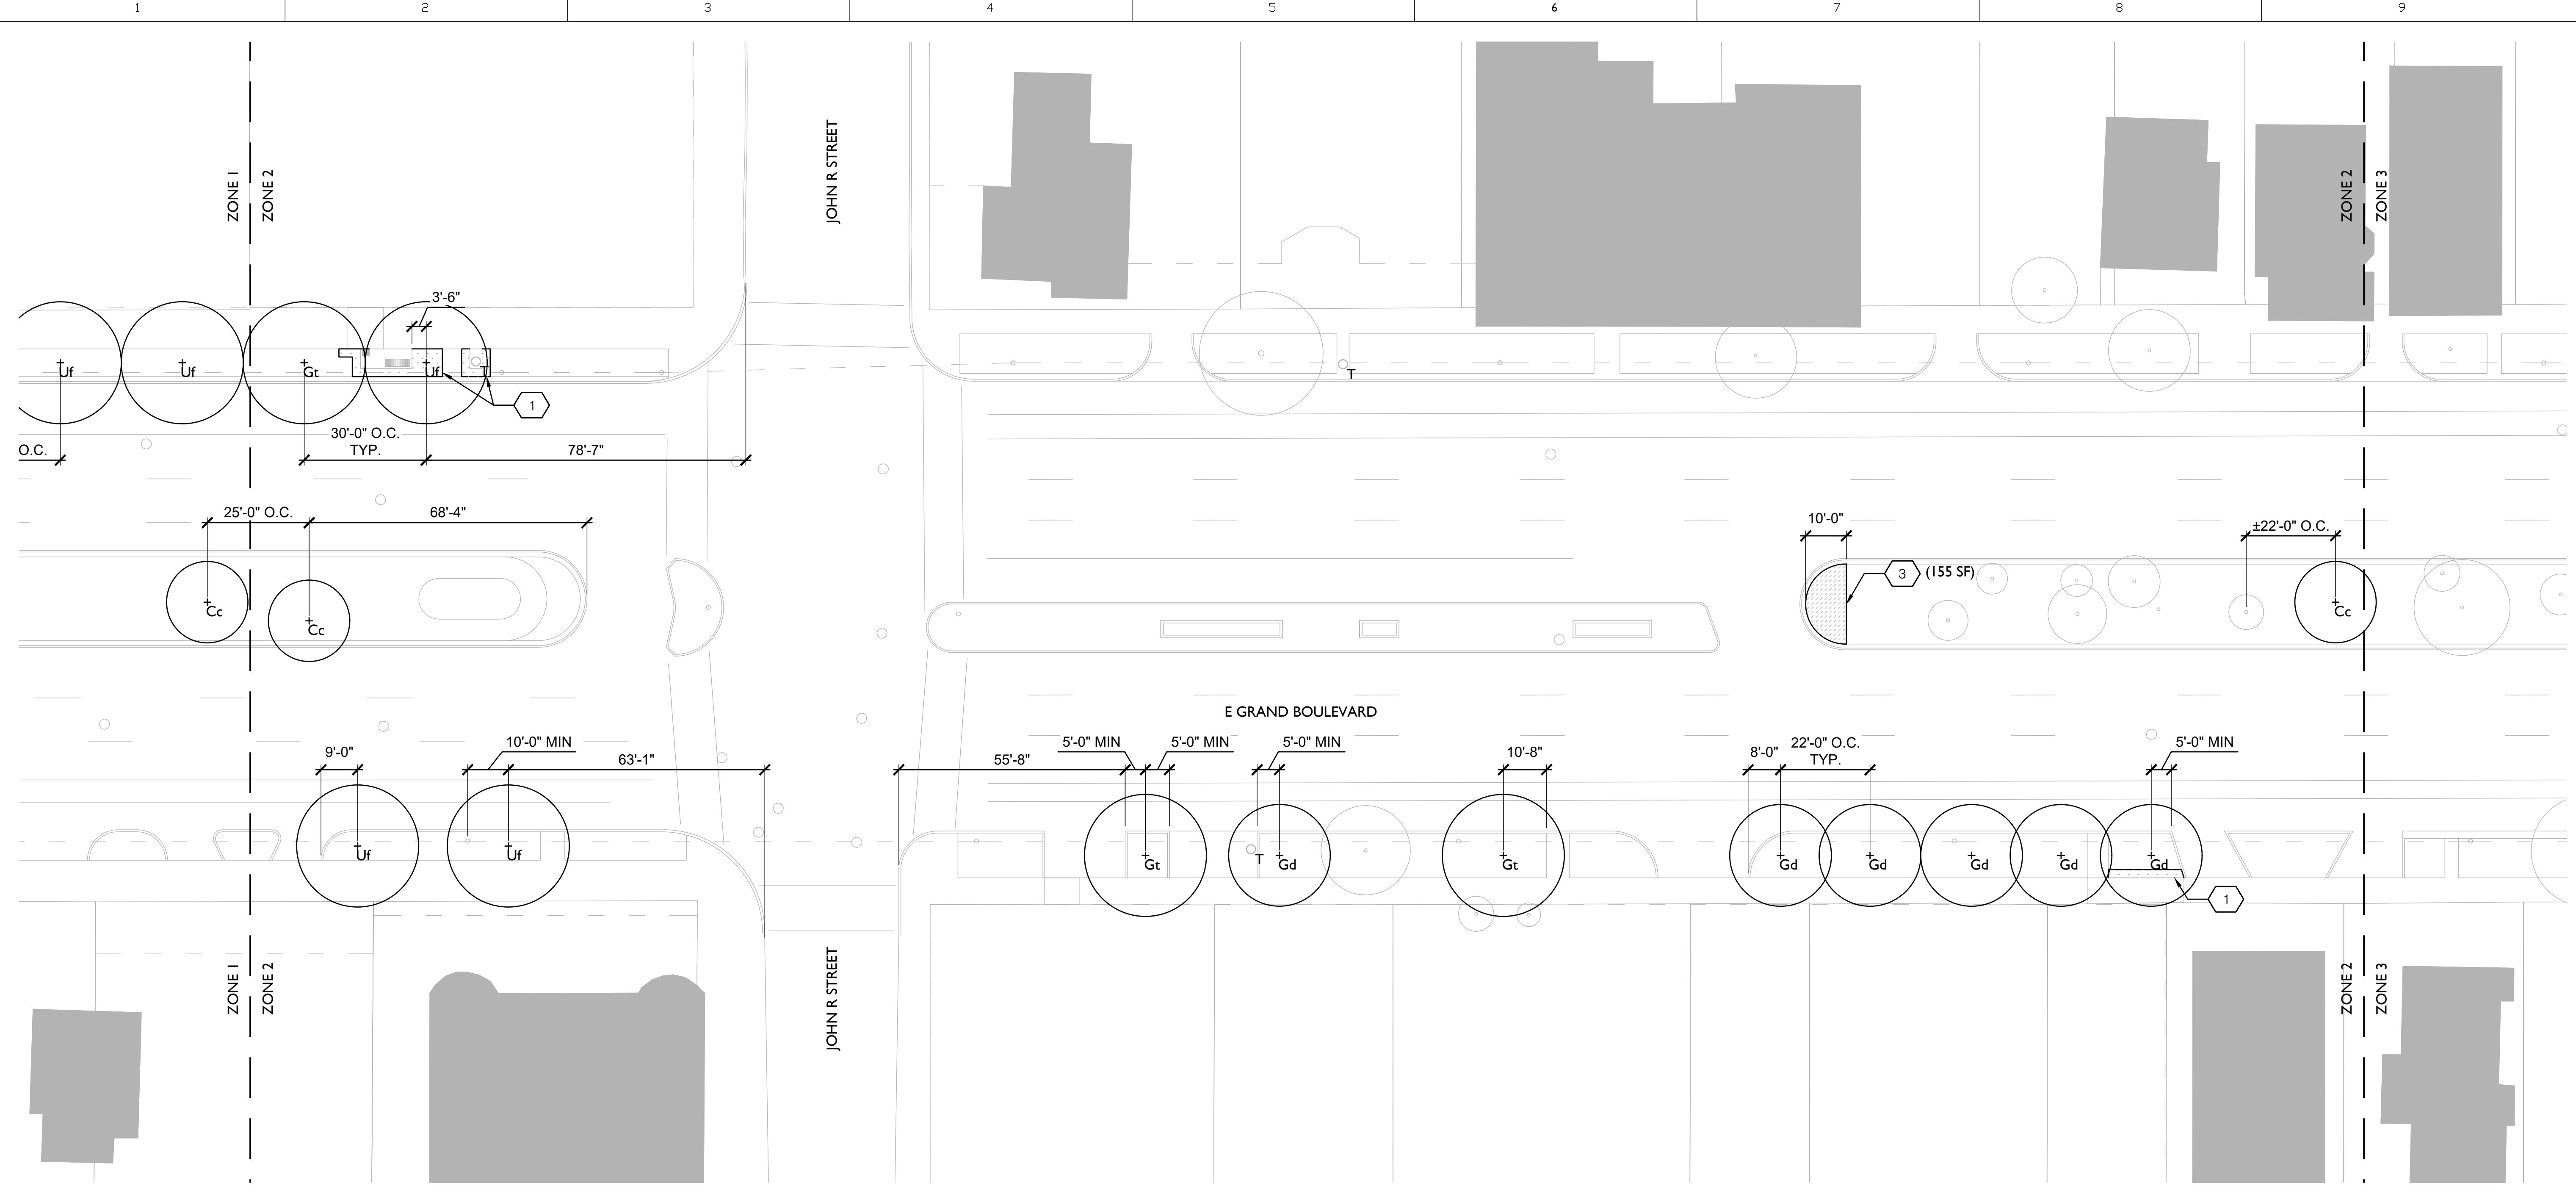 1 2 3 4 5 6 7 8 9
JOHN R STREET
ZONE 1
ZONE 2
ZONE 2
ZONE 3
3'-6"
Uf
Uf
Gt
Uf
T
T
1
30'-0" O.C.
TYP.
O.C.
78'-7"
25'-0" O.C.
68'-4"
10'-0"
±22'-0" O.C.
3 (155 SF)
Cc
Cc
Cc
E GRAND BOULEVARD
9'-0"
10'-0" MIN
63'-1"
55'-8"
5'-0" MIN
5'-0" MIN
5'-0" MIN
10'-8"
8'-0"
22'-0" O.C.
TYP.
5'-0" MIN
Uf
Uf
Gt
T
Gd
Gt
Gd
Gd
Gd
Gd
Gd
1
ZONE 1
ZONE 2
JOHN R STREET
ZONE 2
ZONE 3